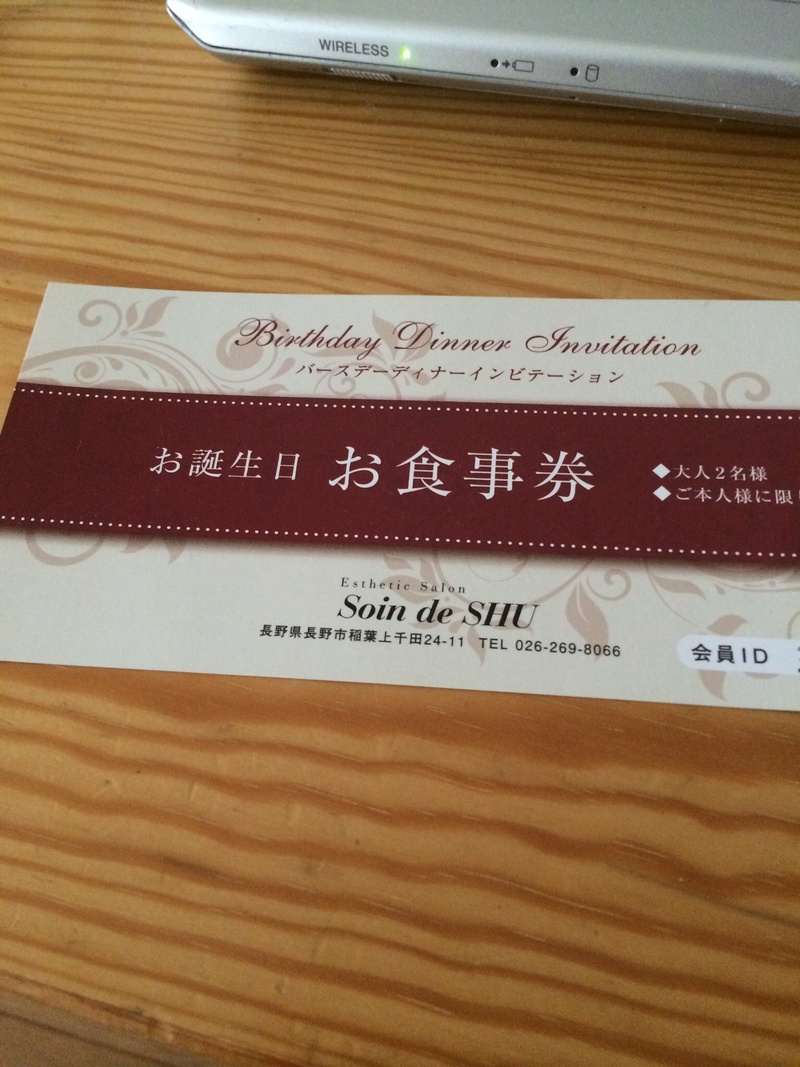 WIRELESS
Birthday Dinner Invitation
バースデーディナーインビテーション
お誕生日 お食事券
◆大人2名様
◆ご本人様に限り
Esthetic Salon
Soin de SHU
長野県長野市稲葉上千田24-11 TEL 026-269-8066
会員ID